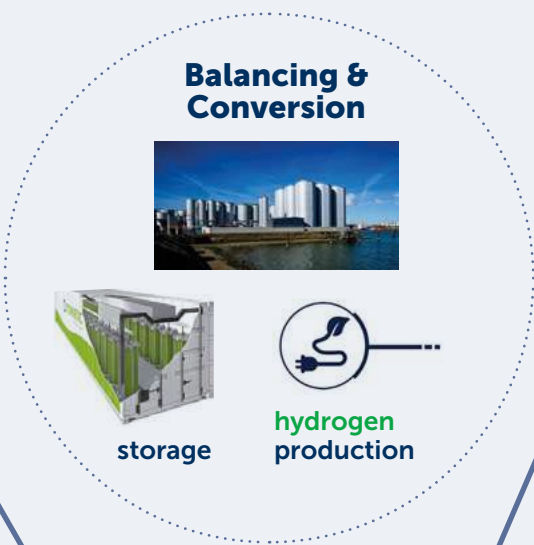 Balancing &
Conversion
storage
hydrogen
production